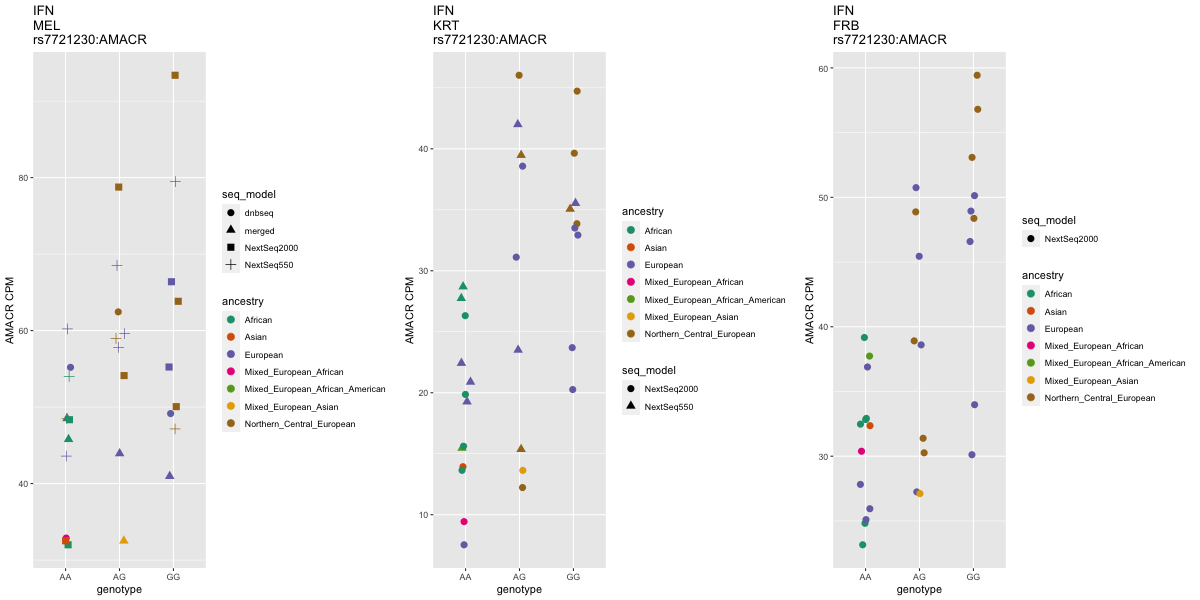 IFN
MEL
rs7721230:AMACR
80
60
40
AMACR CPM
AA
AG
GG
genotype
seq_model
dnbseq
merged
NextSeq2000
NextSeq550
ancestry
African
Asian
European
Mixed_European_African
Mixed_European_African_American
Mixed_European_Asian
Northern_Central_European
IFN
KRT
rs7721230:AMACR
40
30
20
10
AMACR CPM
AA
AG
GG
genotype
ancestry
African
Asian
European
Mixed_European_African
Mixed_European_African_American
Mixed_European_Asian
Northern_Central_European
seq_model
NextSeq2000
NextSeq550
IFN
FRB
rs7721230:AMACR
60
50
40
30
AMACR CPM
AA
AG
GG
genotype
seq_model
NextSeq2000
ancestry
African
Asian
European
Mixed_European_African
Mixed_European_African_American
Mixed_European_Asian
Northern_Central_European